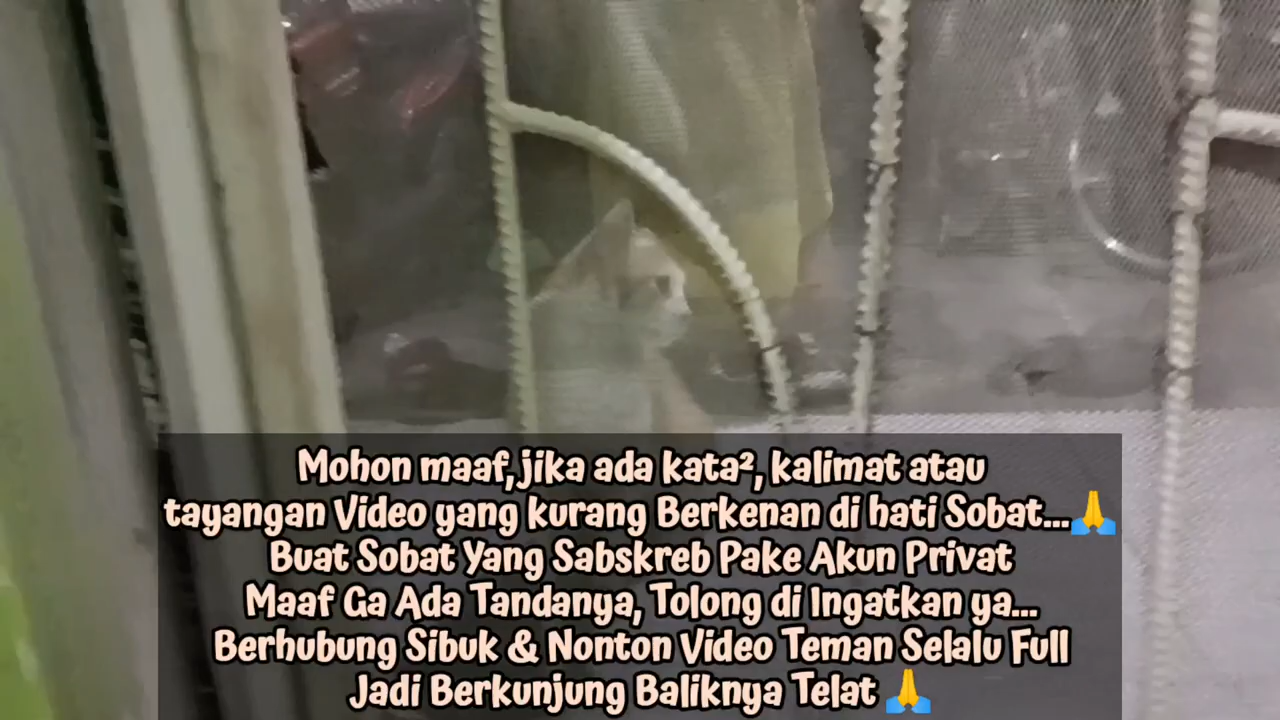 Mohon maaf,jika ada kata², kalimat atau
tayangan Video yang kurang Berkenan di hati Sobat...🙏
Buat Sobat Yang Sabskreb Pake Akun Privat
Maaf Ga Ada Tandanya, Tolong di Ingatkan ya...
Berhubung Sibuk & Nonton Video Teman Selalu Full
Jadi Berkunjung Baliknya Telat 🙏